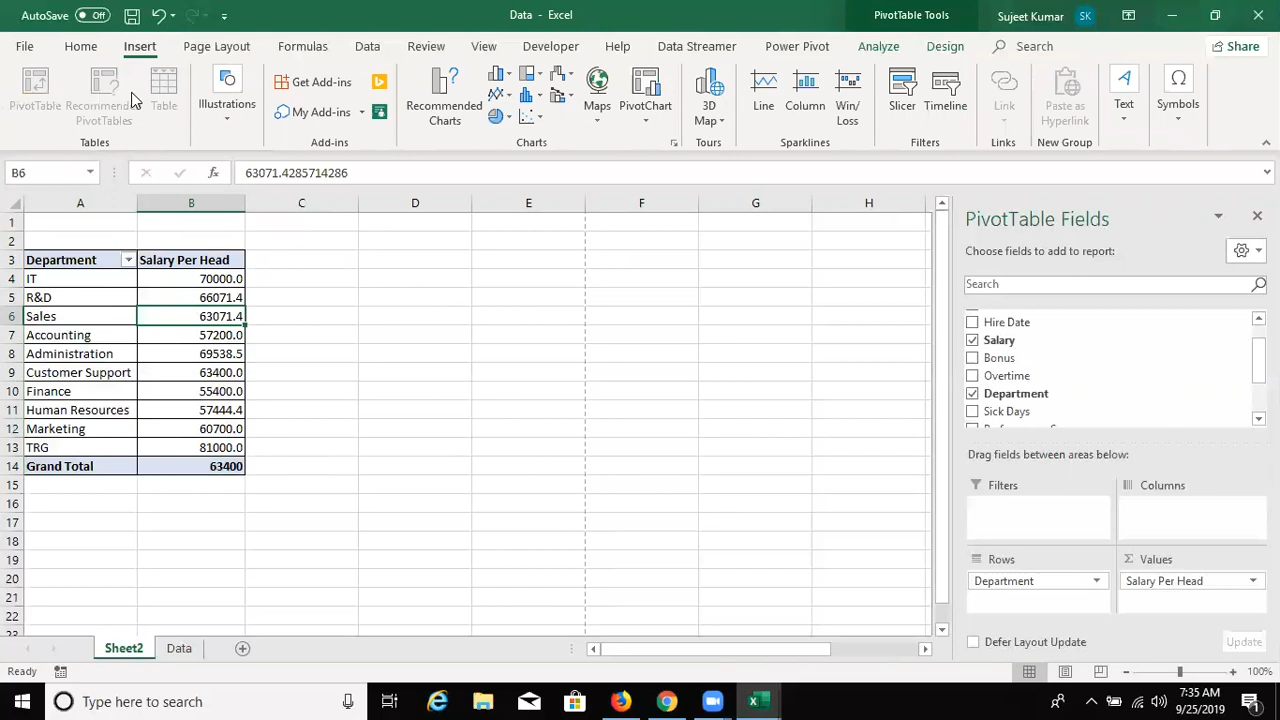 AutoSave Off Data - Excel PivotTable Tools Sujeet Kumar SK
File Home Insert Page Layout Formulas Data Review View Developer Help Data Streamer Power Pivot Analyze Design Search Share
PivotTable Recommended PivotTables Table Illustrations Get Add-ins My Add-ins Recommended Charts Maps PivotChart 3D Map Line Column Win/Loss Slicer Timeline Link Paste as Hyperlink Text Symbols
Tables Add-ins Charts Tours Sparklines Filters Links New Group
B6 fx 63071.4285714286
A B C D E F G H
1
2
3 Department Salary Per Head
4 IT 70000.0
5 R&D 66071.4
6 Sales 63071.4
7 Accounting 57200.0
8 Administration 69538.5
9 Customer Support 63400.0
10 Finance 55400.0
11 Human Resources 57444.4
12 Marketing 60700.0
13 TRG 81000.0
14 Grand Total 63400
15
16
17
18
19
20
21
22
23
PivotTable Fields
Choose fields to add to report:
Search
Hire Date
Salary
Bonus
Overtime
Department
Sick Days
Drag fields between areas below:
Filters Columns
Rows Σ Values
Department Salary Per Head
Defer Layout Update Update
Sheet2 Data
Ready 100%
Type here to search 7:35 AM
9/25/2019 1